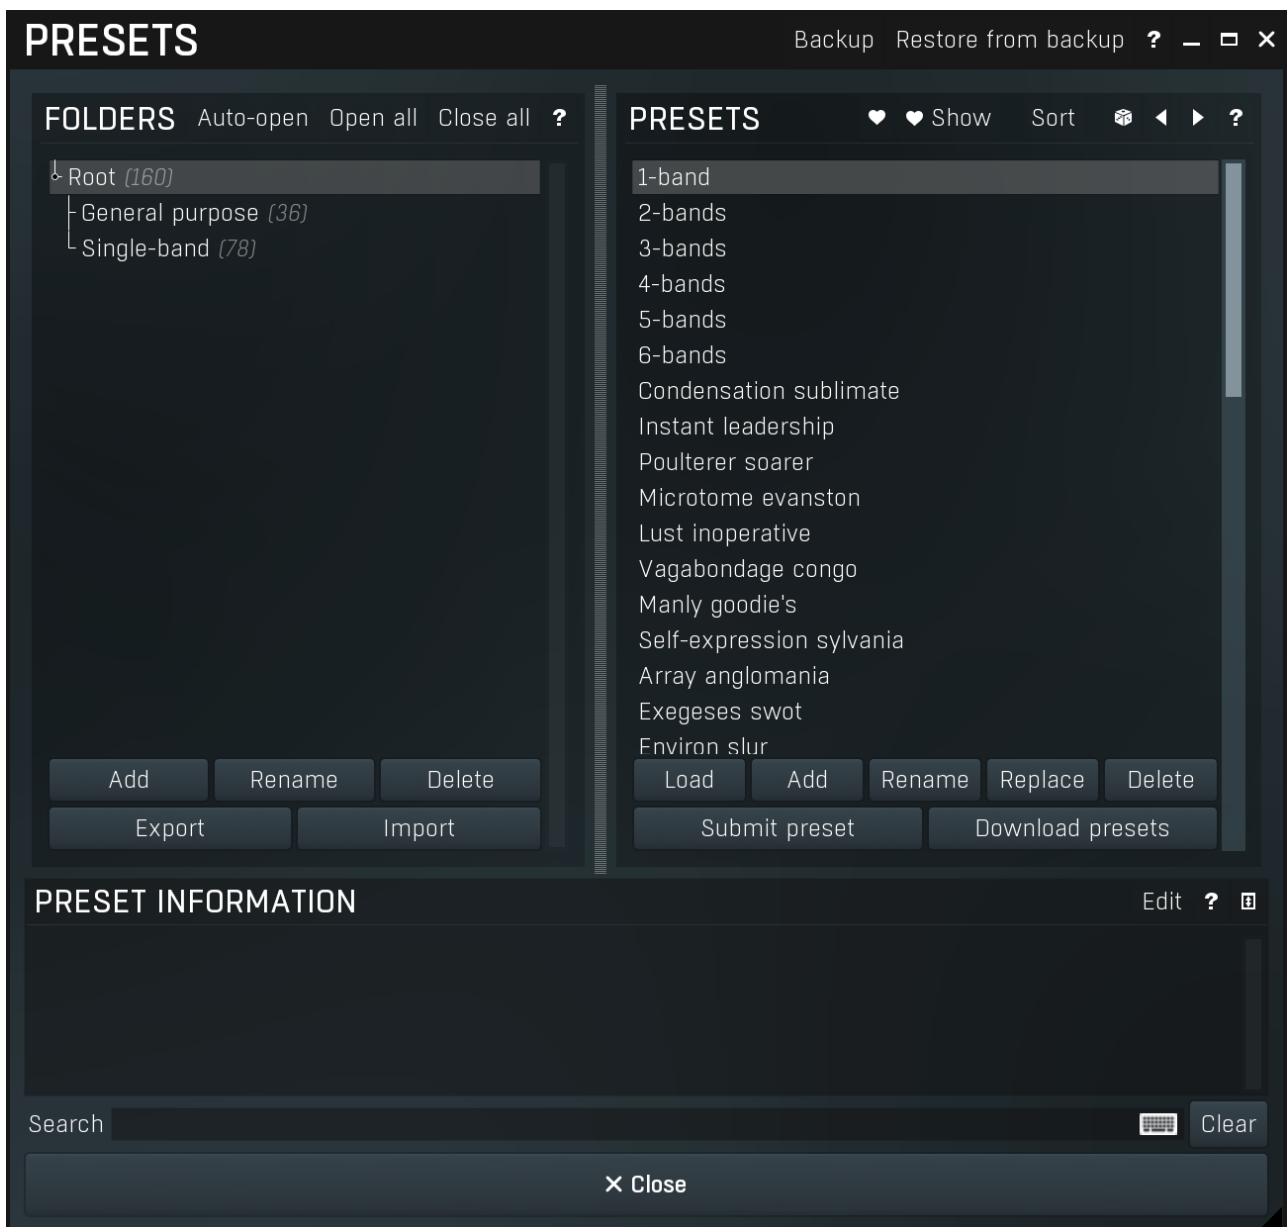 PRESETS Backup Restore from backup ?
FOLDERS Auto-open Open all Close all ?
Root (160)
General purpose (36)
Single-band (78)
Add Rename Delete
Export Import
PRESETS Show Sort ?
1-band
2-bands
3-bands
4-bands
5-bands
6-bands
Condensation sublimate
Instant leadership
Poulterer soarer
Microtome evanston
Lust inoperative
Vagabondage congo
Manly goodie's
Self-expression sylvania
Array anglomania
Exegeses swot
Environ slur
Load Add Rename Replace Delete
Submit preset Download presets
PRESET INFORMATION Edit ?
Search Clear
Close